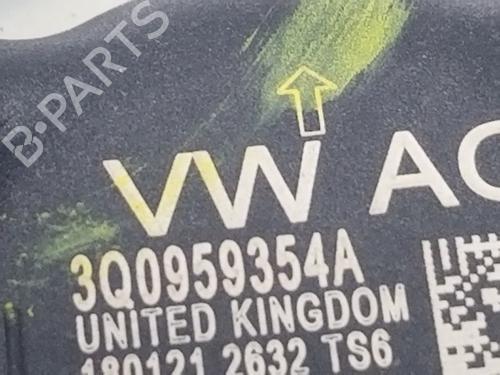 B-PARTS
VW AG
3Q0959354A
UNITED KINGDOM
180121 2632 TS6